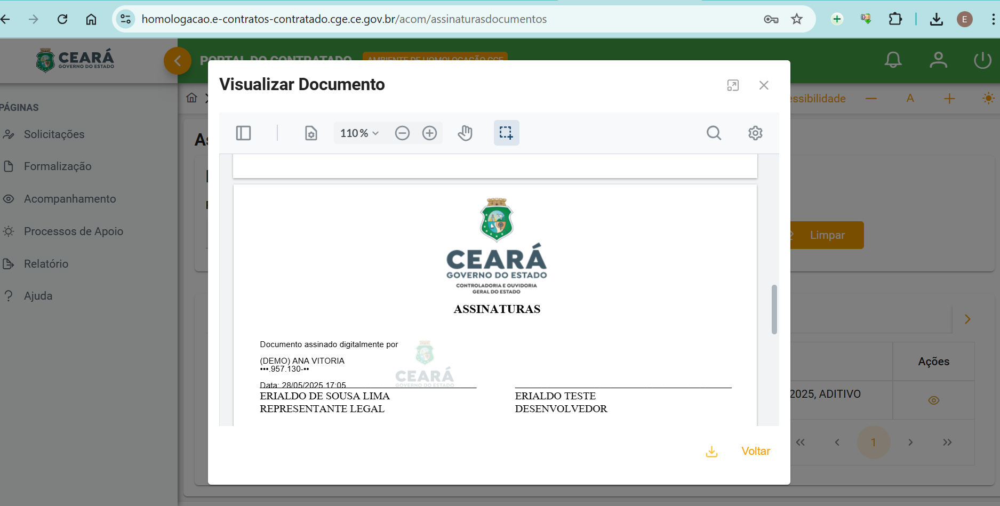 homologacao.e-contratos-contratado.cge.ce.gov.br/acom/assinaturasdocumentos
E
CEARÁ
GOVERNO DO ESTADO
PORTAL DO CONTRATADO
AMBIENTE DE HOMOLOGAÇÃO CGE
PÁGINAS
Solicitações
Formalização
Acompanhamento
Processos de Apoio
Relatório
Ajuda
essibilidade
A
Visualizar Documento
110%
CEARÁ
GOVERNO DO ESTADO
CONTROLADORIA E OUVIDORIA
GERAL DO ESTADO
ASSINATURAS
Documento assinado digitalmente por
(DEMO) ANA VITORIA
•••.957.130-••
Data: 28/05/2025 17:05
CEARÁ
GOVERNO DO ESTADO
ERIALDO DE SOUSA LIMA
REPRESENTANTE LEGAL
ERIALDO TESTE
DESENVOLVEDOR
Voltar
Limpar
Ações
2025, ADITIVO
1